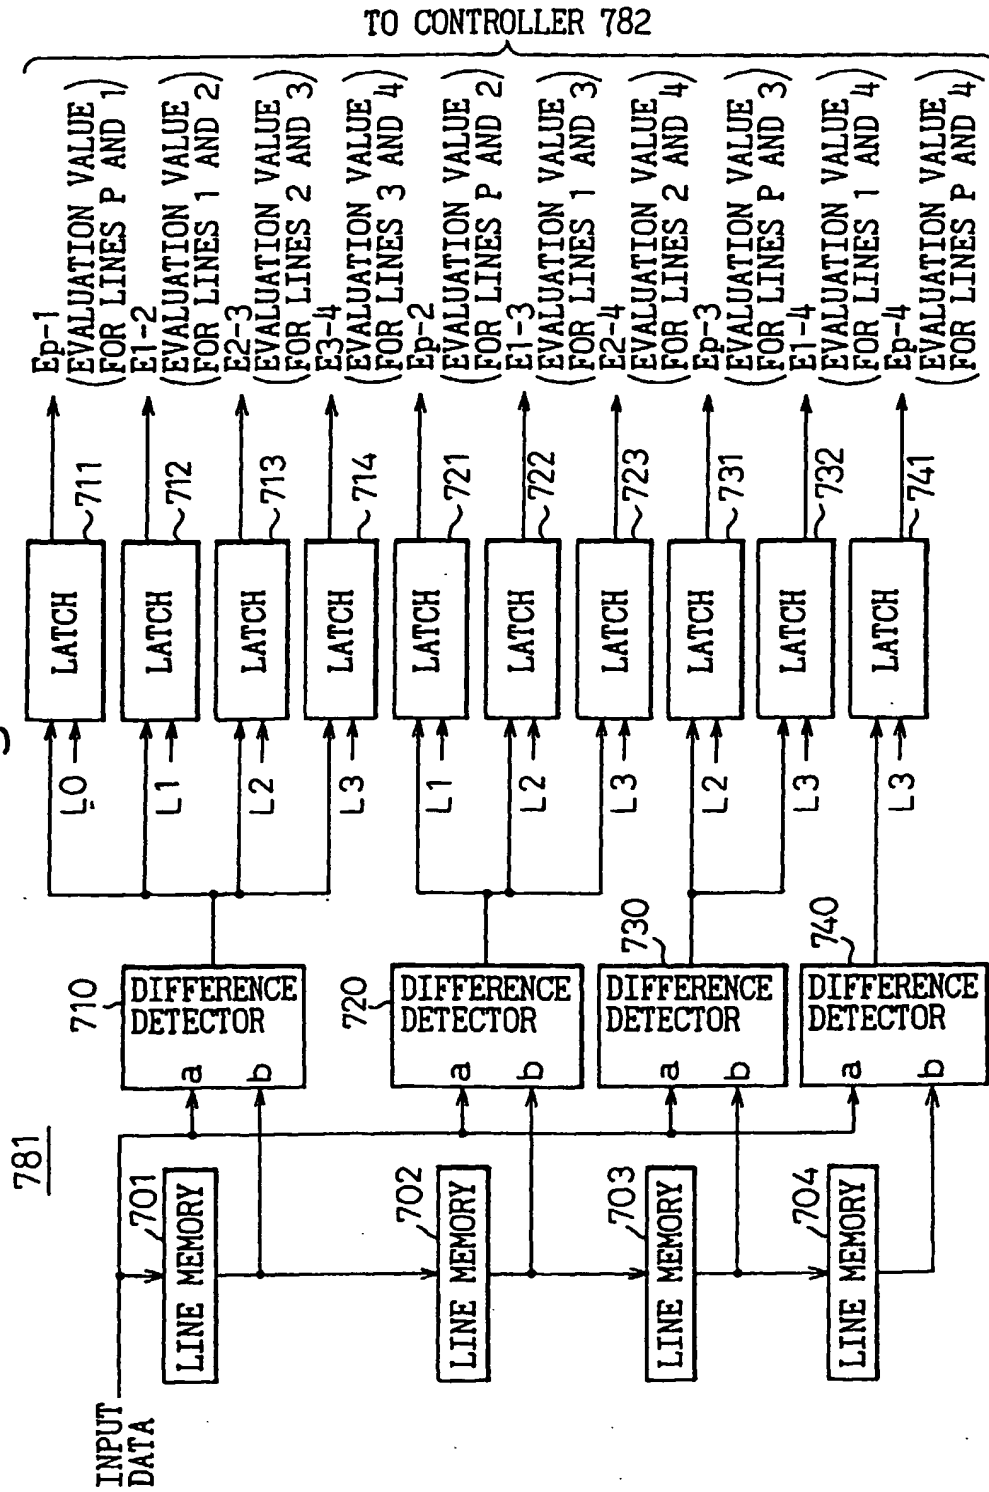 781
INPUT
DATA
LINE MEMORY
701
LINE MEMORY
702
LINE MEMORY
703
LINE MEMORY
704
710
DIFFERENCE
DETECTOR
a
b
720
DIFFERENCE
DETECTOR
a
b
730
DIFFERENCE
DETECTOR
a
b
740
DIFFERENCE
DETECTOR
a
b
L0
LATCH
711
L1
LATCH
712
L2
LATCH
713
L3
LATCH
714
L1
LATCH
721
L2
LATCH
722
L3
LATCH
723
L2
LATCH
731
L3
LATCH
732
L3
LATCH
741
Ep-1
(EVALUATION VALUE
FOR LINES P AND 1)
E1-2
(EVALUATION VALUE
FOR LINES 1 AND 2)
E2-3
(EVALUATION VALUE
FOR LINES 2 AND 3)
E3-4
(EVALUATION VALUE
FOR LINES 3 AND 4)
Ep-2
(EVALUATION VALUE
FOR LINES P AND 2)
E1-3
(EVALUATION VALUE
FOR LINES 1 AND 3)
E2-4
(EVALUATION VALUE
FOR LINES 2 AND 4)
Ep-3
(EVALUATION VALUE
FOR LINES P AND 3)
E1-4
(EVALUATION VALUE
FOR LINES 1 AND 4)
Ep-4
(EVALUATION VALUE
FOR LINES P AND 4)
TO CONTROLLER 782